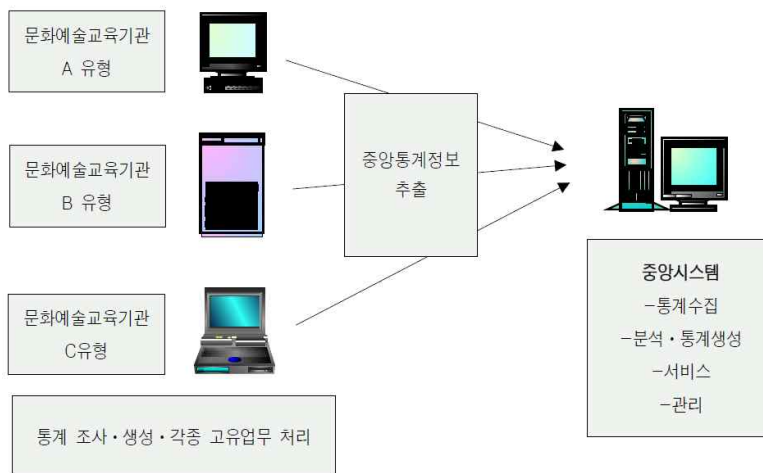 문화예술교육기관
A 유형
문화예술교육기관
B 유형
문화예술교육기관
C유형
통계 조사・생성・각종 고유업무 처리
중앙통계정보
추출
중앙시스템
-통계수집
-분석・통계생성
-서비스
-관리